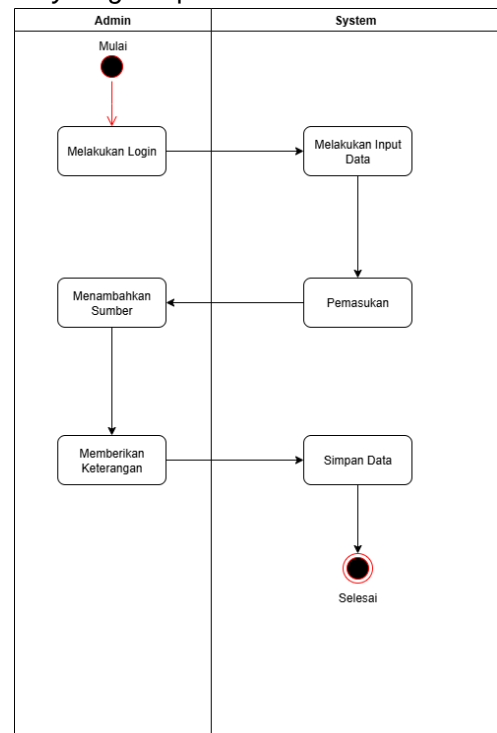 Admin
System
Mulai
Melakukan Login
Melakukan Input
Data
Menambahkan
Sumber
Pemasukan
Memberikan
Keterangan
Simpan Data
Selesai